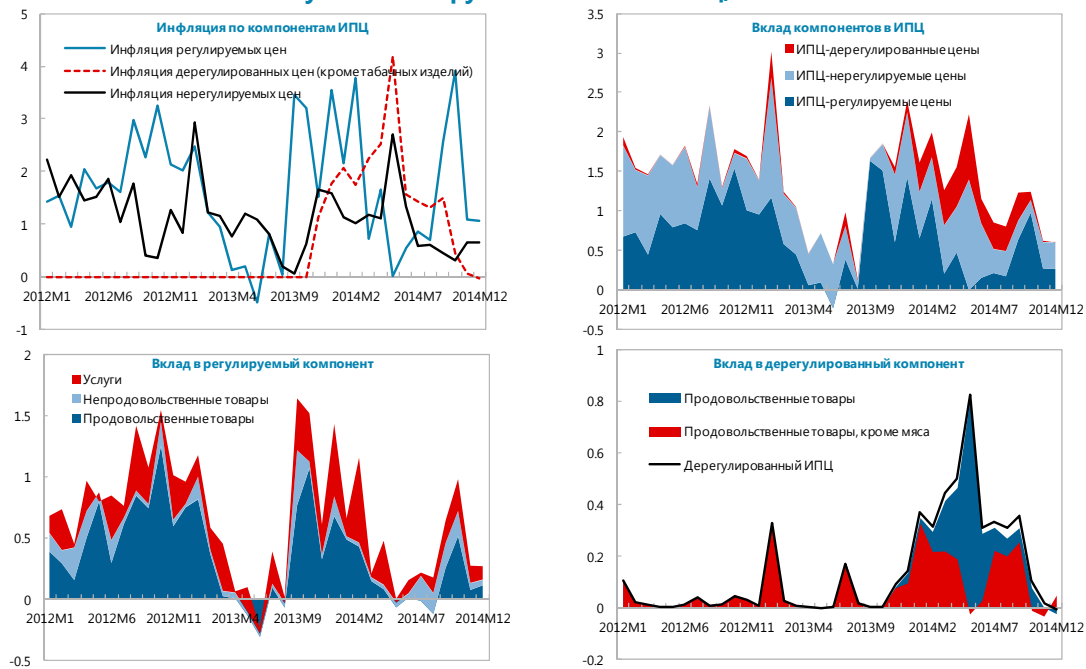 Инфляция по компонентам ИПЦ
Инфляция регулируемых цен
Инфляция дерегулированных цен (кроме табачных изделий)
Инфляция нерегулируемых цен
5
4
3
2
1
0
-1
2012M1 2012M6 2012M11 2013M4 2013M9 2014M2 2014M7 2014M12
Вклад компонентов в ИПЦ
ИПЦ-дерегулированные цены
ИПЦ-нерегулируемые цены
ИПЦ-регулируемые цены
3.5
3
2.5
2
1.5
1
0.5
0
-0.5
2012M1 2012M6 2012M11 2013M4 2013M9 2014M2 2014M7 2014M12
Вклад в регулируемый компонент
Услуги
Непродовольственные товары
Продовольственные товары
2
1.5
1
0.5
0
-0.5
2012M1 2012M6 2012M11 2013M4 2013M9 2014M2 2014M7 2014M12
Вклад в дерегулированный компонент
Продовольственные товары
Продовольственные товары, кроме мяса
Дерегулированный ИПЦ
1
0.8
0.6
0.4
0.2
0
-0.2
2012M1 2012M6 2012M11 2013M4 2013M9 2014M2 2014M7 2014M12